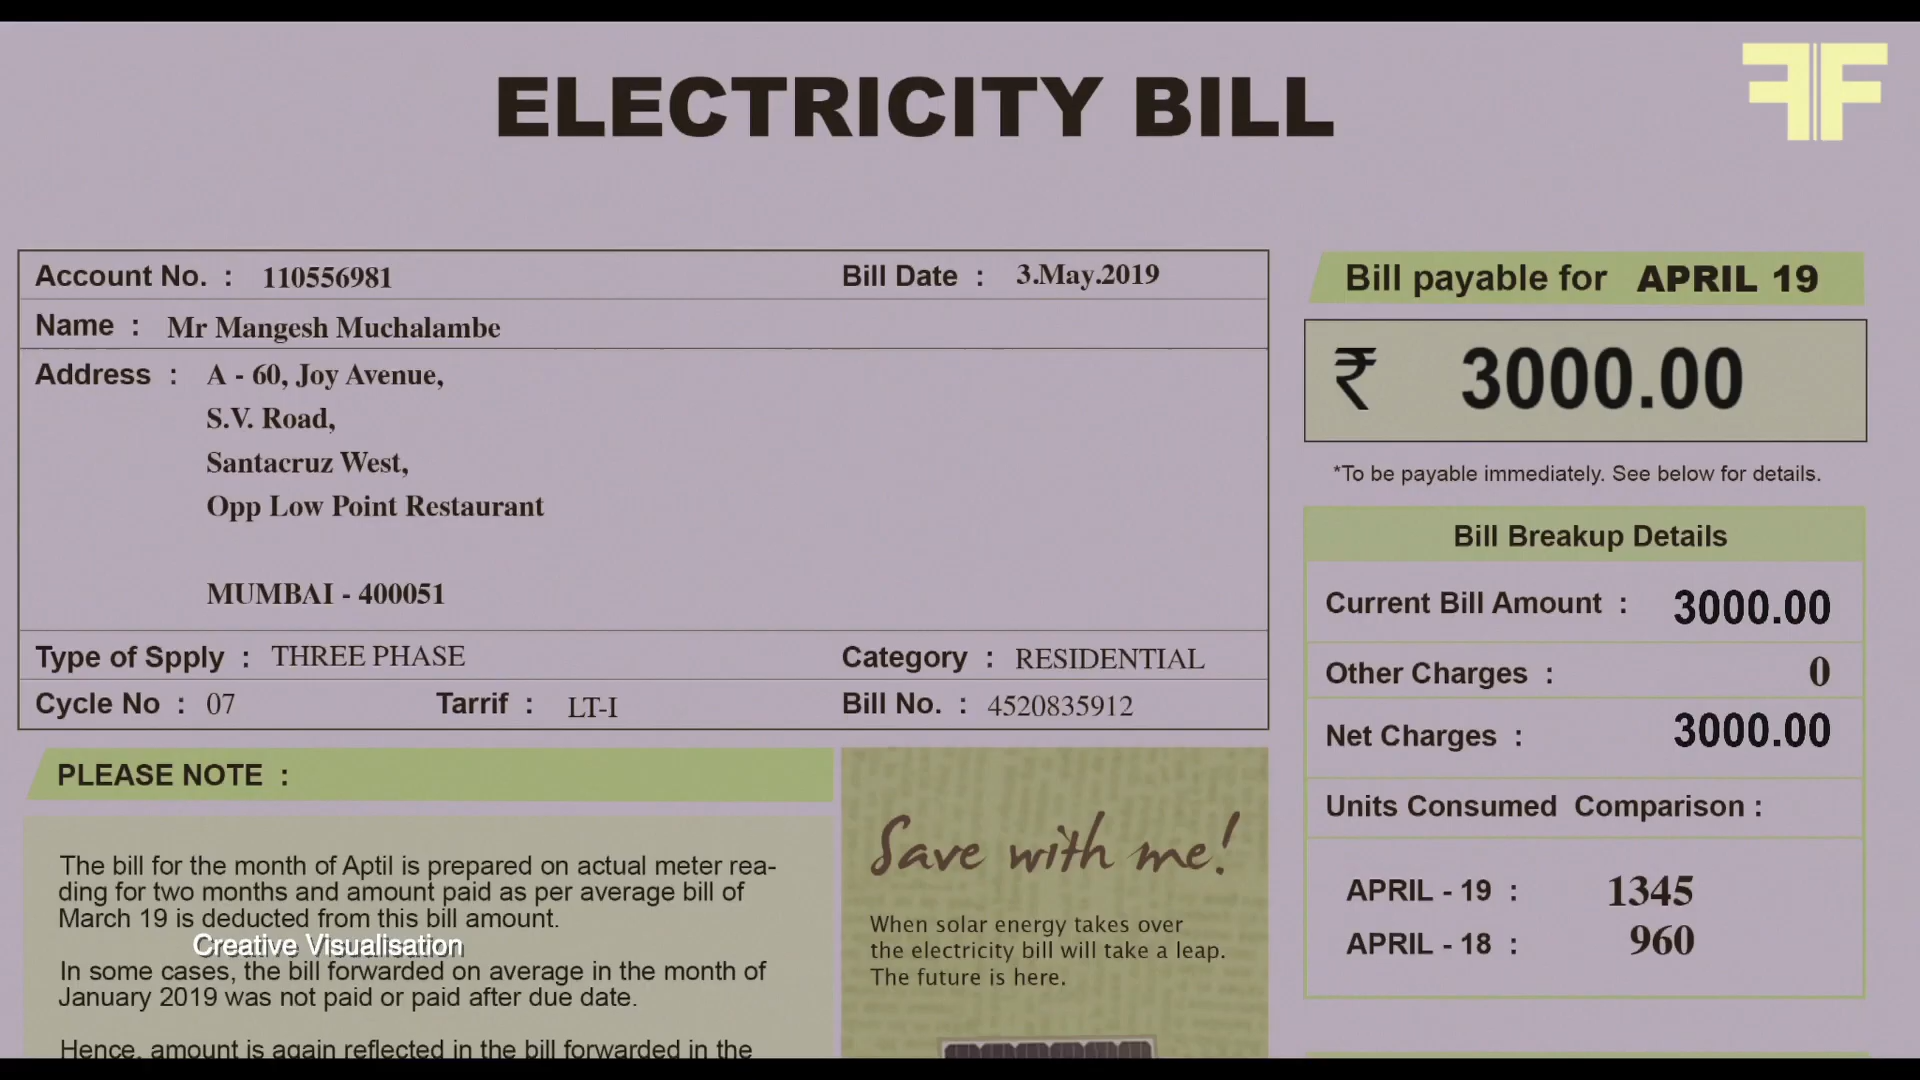 ELECTRICITY BILL
FF
Account No. : 110556981 Bill Date : 3.May.2019
Name : Mr Mangesh Muchalambe
Address : A - 60, Joy Avenue,
S.V. Road,
Santacruz West,
Opp Low Point Restaurant
MUMBAI - 400051
Type of Spply : THREE PHASE Category : RESIDENTIAL
Cycle No : 07 Tarrif : LT-I Bill No. : 4520835912
Bill payable for APRIL 19
₹ 3000.00
*To be payable immediately. See below for details.
Bill Breakup Details
Current Bill Amount : 3000.00
Other Charges : 0
Net Charges : 3000.00
Units Consumed Comparison :
APRIL - 19 : 1345
APRIL - 18 : 960
PLEASE NOTE :
The bill for the month of Aptil is prepared on actual meter rea-
ding for two months and amount paid as per average bill of
March 19 is deducted from this bill amount.
Creative Visualisation
In some cases, the bill forwarded on average in the month of
January 2019 was not paid or paid after due date.
Hence, amount is again reflected in the bill forwarded in the
Save with me!
When solar energy takes over
the electricity bill will take a leap.
The future is here.